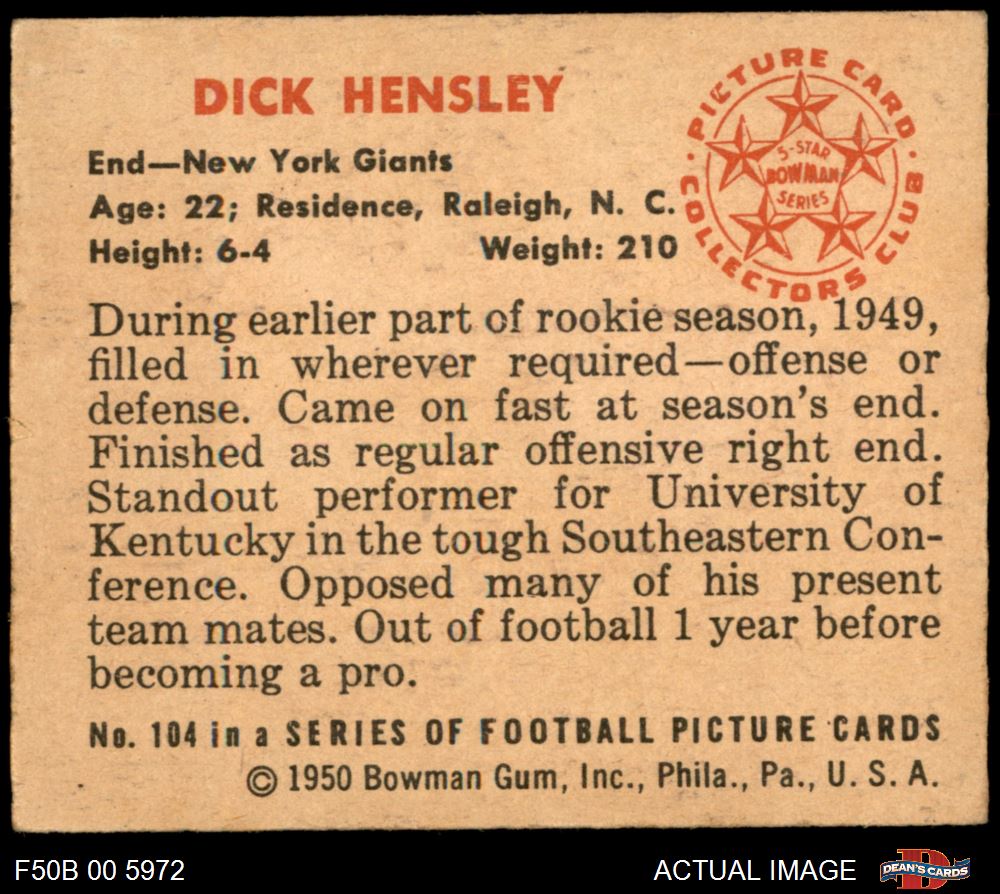 DICK HENSLEY
End—New York Giants
Age: 22; Residence, Raleigh, N. C.
Height: 6-4 Weight: 210
PICTURE CARD
COLLECTORS CLUB
5-STAR
BOWMAN
SERIES
During earlier part of rookie season, 1949,
filled in wherever required—offense or
defense. Came on fast at season's end.
Finished as regular offensive right end.
Standout performer for University of
Kentucky in the tough Southeastern Con-
ference. Opposed many of his present
team mates. Out of football 1 year before
becoming a pro.
No. 104 in a SERIES OF FOOTBALL PICTURE CARDS
© 1950 Bowman Gum, Inc., Phila., Pa., U. S. A.
F50B 00 5972
ACTUAL IMAGE
DEAN'S CARDS